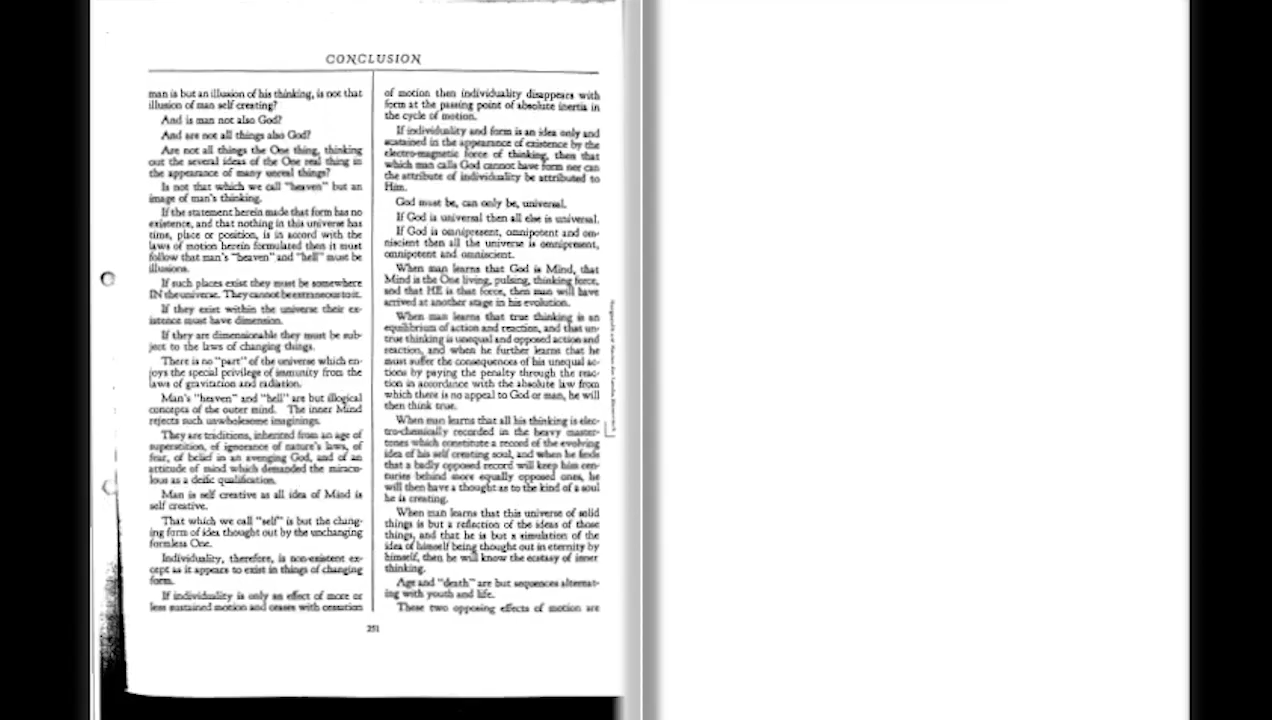 CONCLUSION
man is but an illusion of his thinking, is not that
illusion of man self creating?
And is man not also God?
And are not all things also God?
Are not all things the One thing, thinking
out the several ideas of the One real thing in
the appearance of many unreal things?
Is not that which we call "heaven" but an
image of man's thinking.
If the statement herein made that form has no
existence, and that nothing in this universe has
time, place or position, is in accord with the
laws of motion herein formulated then it must
follow that man's "heaven" and "hell" must be
illusions.
If such places exist they must be somewhere
IN the universe. They cannot be extraneous to it.
If they exist within the universe their ex-
istence must have dimension.
If they are dimensionable they must be sub-
ject to the laws of changing things.
There is no "part" of the universe which en-
joys the special privilege of immunity from the
laws of gravitation and radiation.
Man's "heaven" and "hell" are but illogical
concepts of the outer mind. The inner Mind
rejects such unwholesome imaginings.
They are traditions, inherited from an age of
superstition, of ignorance of nature's laws, of
fear, of belief in an avenging God, and of an
attitude of mind which demanded the miracu-
lous as a deific qualification.
Man is self creative as all idea of Mind is
self creative.
That which we call "self" is but the chang-
ing form of idea thought out by the unchanging
formless One.
Individuality, therefore, is non-existent ex-
cept as it appears to exist in things of changing
form.
If individuality is only an effect of more or
less sustained motion and ceases with cessation
of motion then individuality disappears with
form at the passing point of absolute inertia in
the cycle of motion.
If individuality and form is an idea only and
sustained in the appearance of existence by the
electro-magnetic force of thinking, then that
which man calls God cannot have form nor can
the attribute of individuality be attributed to
Him.
God must be, can only be, universal.
If God is universal then all else is universal.
If God is omnipresent, omnipotent and om-
niscient then all the universe is omnipresent,
omnipotent and omniscient.
When man learns that God is Mind, that
Mind is the One living, pulsing, thinking force,
and that HE is that force, then man will have
arrived at another stage in his evolution.
When man learns that true thinking is an
equilibrium of action and reaction, and that un-
true thinking is unequal and opposed action and
reaction, and when he further learns that he
must suffer the consequences of his unequal ac-
tions by paying the penalty through the reac-
tion in accordance with the absolute law from
which there is no appeal to God or man, he will
then think true.
When man learns that all his thinking is elec-
tro-chemically recorded in the heavy master-
tones which constitute a record of the evolving
idea of his self creating soul, and when he finds
that a badly opposed record will keep him cen-
turies behind more equally opposed ones, he
will then have a thought as to the kind of a soul
he is creating.
When man learns that this universe of solid
things is but a reflection of the ideas of those
things, and that he is but a simulation of the
idea of himself being thought out in eternity by
himself, then he will know the ecstasy of inner
thinking.
Age and "death" are but sequences alternat-
ing with youth and life.
These two opposing effects of motion are
251